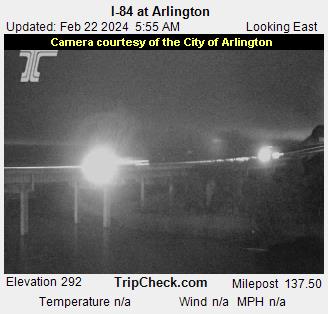 I-84 at Arlington
Updated: Feb 22 2024 5:55 AM Looking East
Camera courtesy of the City of Arlington
Elevation 292 TripCheck.com Milepost 137.50
Temperature n/a Wind n/a MPH n/a